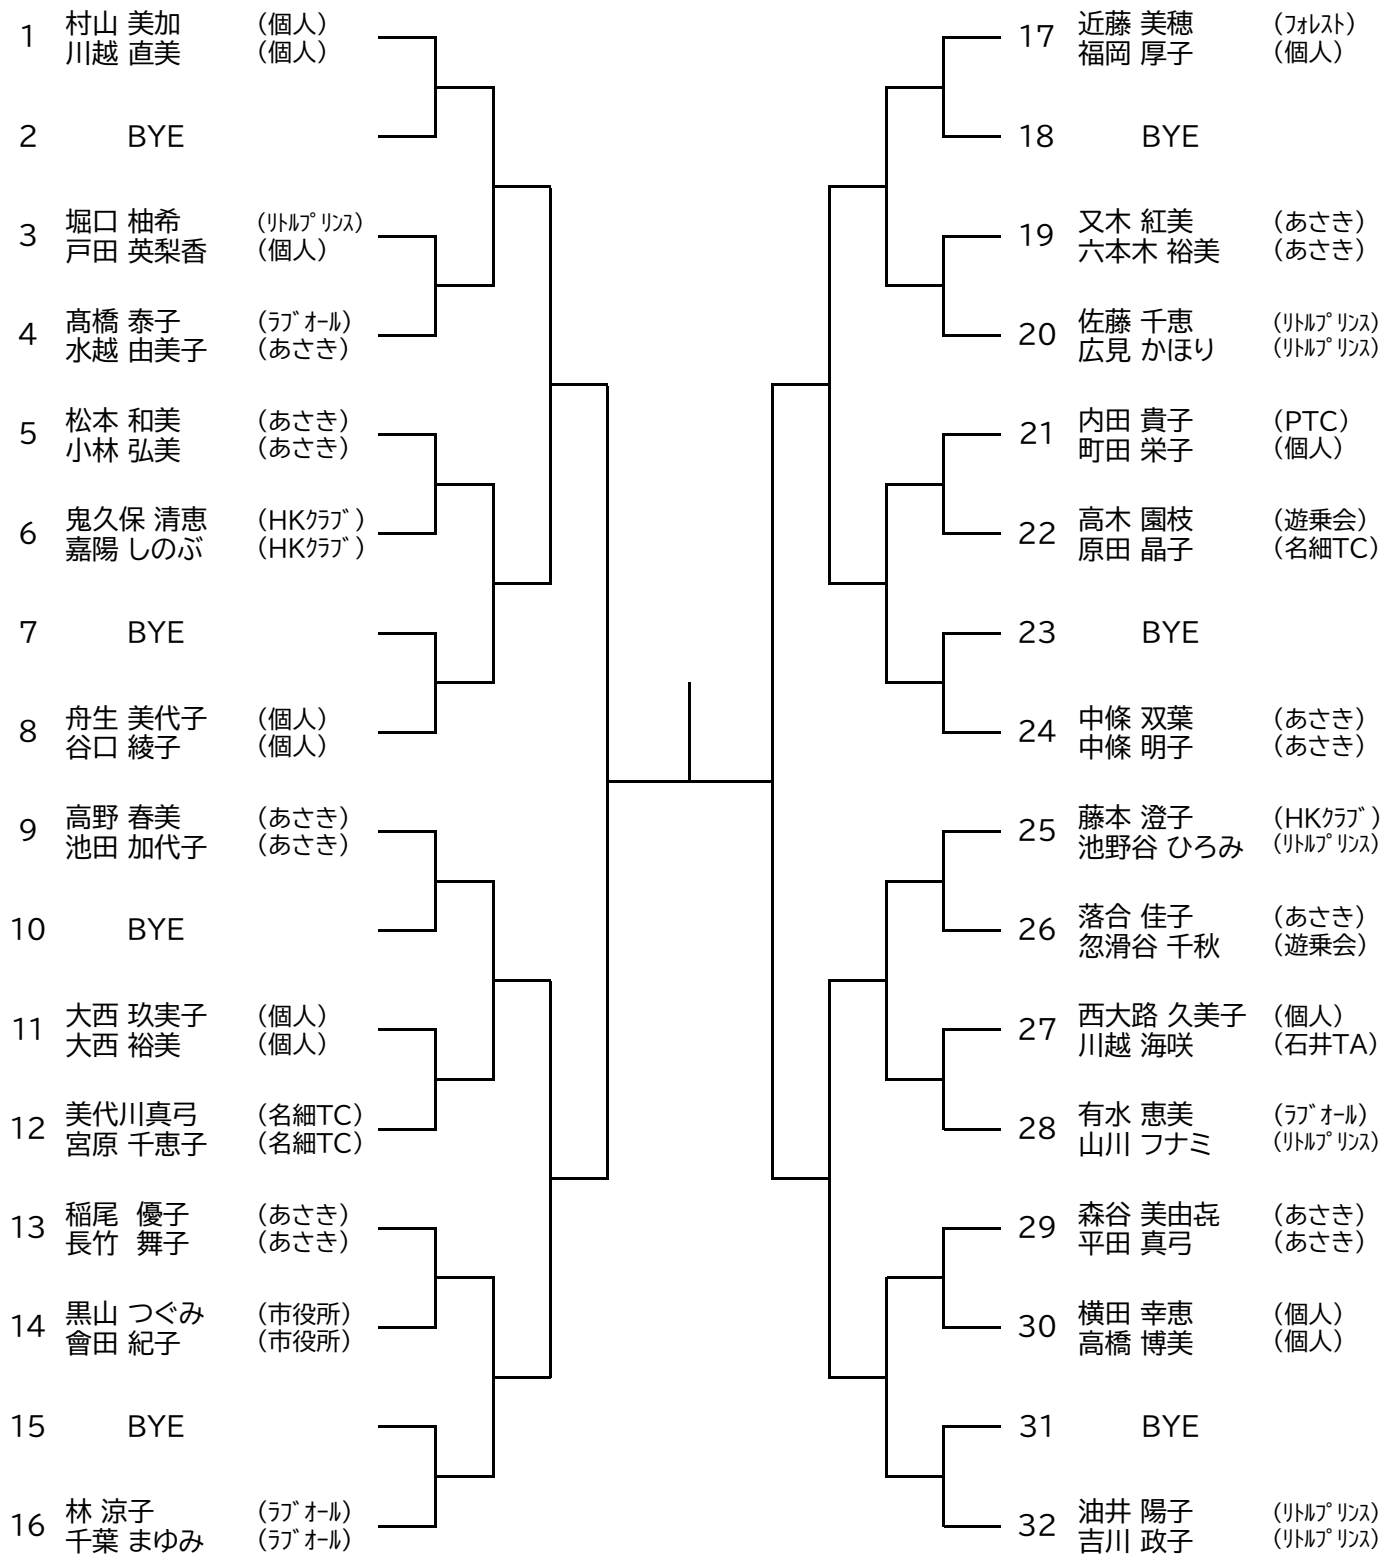 1 村山 美加 （個人）
川越 直美 （個人）
2 BYE
3 堀口 柚希 （ﾘﾄﾙﾌﾟﾘﾝｽ）
戸田 英梨香 （個人）
4 髙橋 泰子 （ﾗﾌﾞｵｰﾙ）
水越 由美子 （あさき）
5 松本 和美 （あさき）
小林 弘美 （あさき）
6 鬼久保 清恵 （HKｸﾗﾌﾞ）
嘉陽 しのぶ （HKｸﾗﾌﾞ）
7 BYE
8 舟生 美代子 （個人）
谷口 綾子 （個人）
9 高野 春美 （あさき）
池田 加代子 （あさき）
10 BYE
11 大西 玖実子 （個人）
大西 裕美 （個人）
12 美代川真弓 （名細TC）
宮原 千恵子 （名細TC）
13 稲尾 優子 （あさき）
長竹 舞子 （あさき）
14 黒山 つぐみ （市役所）
會田 紀子 （市役所）
15 BYE
16 林 涼子 （ﾗﾌﾞｵｰﾙ）
千葉 まゆみ （ﾗﾌﾞｵｰﾙ）
17 近藤 美穂 （ﾌｫﾚｽﾄ）
福岡 厚子 （個人）
18 BYE
19 又木 紅美 （あさき）
六本木 裕美 （あさき）
20 佐藤 千恵 （ﾘﾄﾙﾌﾟﾘﾝｽ）
広見 かほり （ﾘﾄﾙﾌﾟﾘﾝｽ）
21 内田 貴子 （PTC）
町田 栄子 （個人）
22 高木 園枝 （遊乗会）
原田 晶子 （名細TC）
23 BYE
24 中條 双葉 （あさき）
中條 明子 （あさき）
25 藤本 澄子 （HKｸﾗﾌﾞ）
池野谷 ひろみ （ﾘﾄﾙﾌﾟﾘﾝｽ）
26 落合 佳子 （あさき）
忽滑谷 千秋 （遊乗会）
27 西大路 久美子 （個人）
川越 海咲 （石井TA）
28 有水 恵美 （ﾗﾌﾞｵｰﾙ）
山川 フナミ （ﾘﾄﾙﾌﾟﾘﾝｽ）
29 森谷 美由㐂 （あさき）
平田 真弓 （あさき）
30 横田 幸恵 （個人）
高橋 博美 （個人）
31 BYE
32 油井 陽子 （ﾘﾄﾙﾌﾟﾘﾝｽ）
吉川 政子 （ﾘﾄﾙﾌﾟﾘﾝｽ）